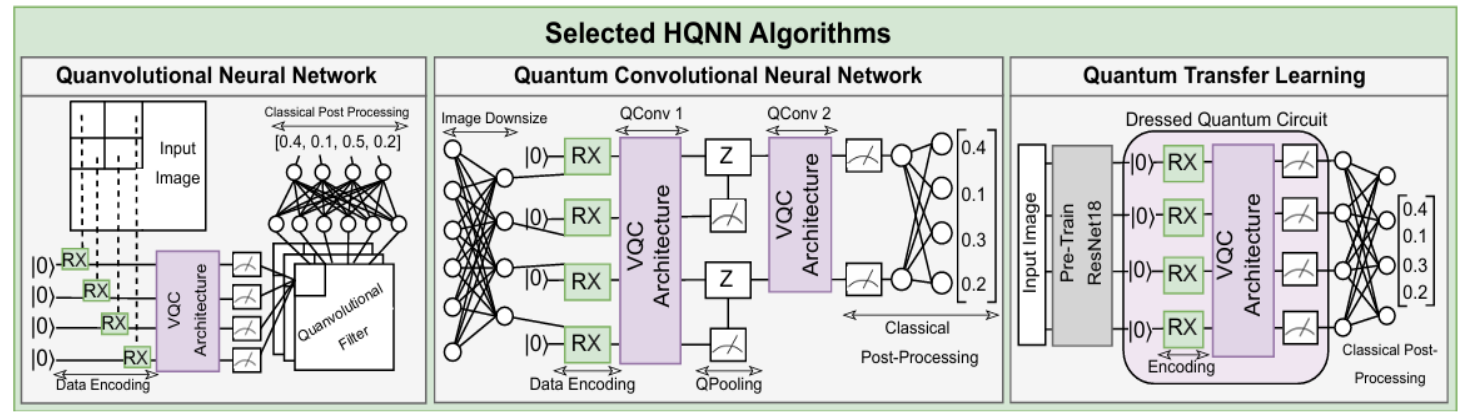 Selected HQNN Algorithms
Quanvolutional Neural Network
Input
Image
Classical Post Processing
[0.4, 0.1, 0.5, 0.2]
|0⟩ RX
|0⟩ RX
|0⟩ RX
|0⟩ RX
VQC
Architecture
Quanvolutional
Filter
Data Encoding
Quantum Convolutional Neural Network
Image Downsize
QConv 1
QConv 2
|0⟩ RX
|0⟩ RX
|0⟩ RX
|0⟩ RX
VQC
Architecture
Z
Z
VQC
Architecture
0.4
0.1
0.3
0.2
Classical
Post-Processing
Data Encoding
QPooling
Quantum Transfer Learning
Dressed Quantum Circuit
Input Image
Pre-Train
ResNet18
|0⟩ RX
|0⟩ RX
|0⟩ RX
|0⟩ RX
VQC
Architecture
0.4
0.1
0.3
0.2
Encoding
Classical Post-
Processing